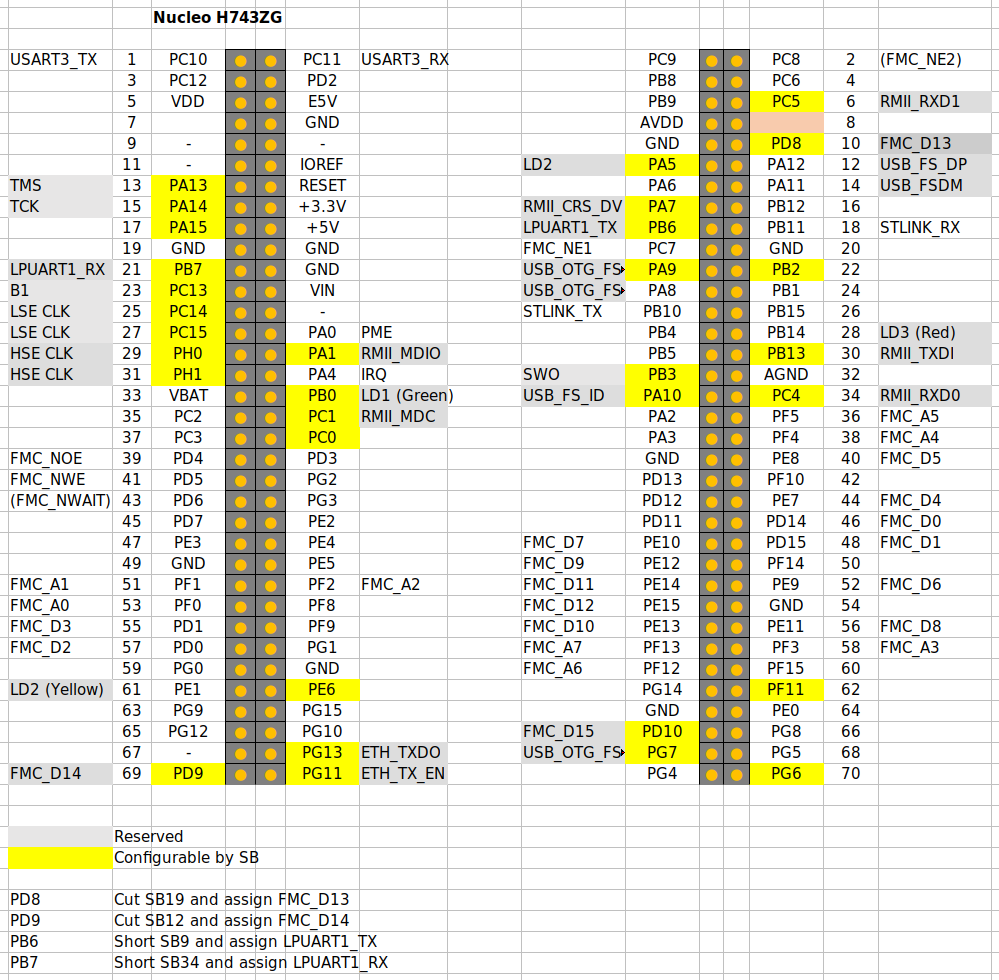 Nucleo H743ZG
USART3_TX 1 PC10 PC11 USART3_RX PC9 PC8 2 (FMC_NE2)
3 PC12 PD2 PB8 PC6 4
5 VDD E5V PB9 PC5 6 RMII_RXD1
7 GND AVDD 8
9 - - GND PD8 10 FMC_D13
11 - IOREF LD2 PA5 PA12 12 USB_FS_DP
TMS 13 PA13 RESET PA6 PA11 14 USB_FSDM
TCK 15 PA14 +3.3V RMII_CRS_DV PA7 PB12 16
17 PA15 +5V LPUART1_TX PB6 PB11 18 STLINK_RX
19 GND GND FMC_NE1 PC7 GND 20
LPUART1_RX 21 PB7 GND USB_OTG_FS PA9 PB2 22
B1 23 PC13 VIN USB_OTG_FS PA8 PB1 24
LSE CLK 25 PC14 - STLINK_TX PB10 PB15 26
LSE CLK 27 PC15 PA0 PME PB4 PB14 28 LD3 (Red)
HSE CLK 29 PH0 PA1 RMII_MDIO PB5 PB13 30 RMII_TXDI
HSE CLK 31 PH1 PA4 IRQ SWO PB3 AGND 32
33 VBAT PB0 LD1 (Green) USB_FS_ID PA10 PC4 34 RMII_RXD0
35 PC2 PC1 RMII_MDC PA2 PF5 36 FMC_A5
37 PC3 PC0 PA3 PF4 38 FMC_A4
FMC_NOE 39 PD4 PD3 GND PE8 40 FMC_D5
FMC_NWE 41 PD5 PG2 PD13 PF10 42
(FMC_NWAIT) 43 PD6 PG3 PD12 PE7 44 FMC_D4
45 PD7 PE2 PD11 PD14 46 FMC_D0
47 PE3 PE4 FMC_D7 PE10 PD15 48 FMC_D1
49 GND PE5 FMC_D9 PE12 PF14 50
FMC_A1 51 PF1 PF2 FMC_A2 FMC_D11 PE14 PE9 52 FMC_D6
FMC_A0 53 PF0 PF8 FMC_D12 PE15 GND 54
FMC_D3 55 PD1 PF9 FMC_D10 PE13 PE11 56 FMC_D8
FMC_D2 57 PD0 PG1 FMC_A7 PF13 PF3 58 FMC_A3
59 PG0 GND FMC_A6 PF12 PF15 60
LD2 (Yellow) 61 PE1 PE6 PG14 PF11 62
63 PG9 PG15 GND PE0 64
65 PG12 PG10 FMC_D15 PD10 PG8 66
67 - PG13 ETH_TXDO USB_OTG_FS PG7 PG5 68
FMC_D14 69 PD9 PG11 ETH_TX_EN PG4 PG6 70
Reserved
Configurable by SB
PD8 Cut SB19 and assign FMC_D13
PD9 Cut SB12 and assign FMC_D14
PB6 Short SB9 and assign LPUART1_TX
PB7 Short SB34 and assign LPUART1_RX